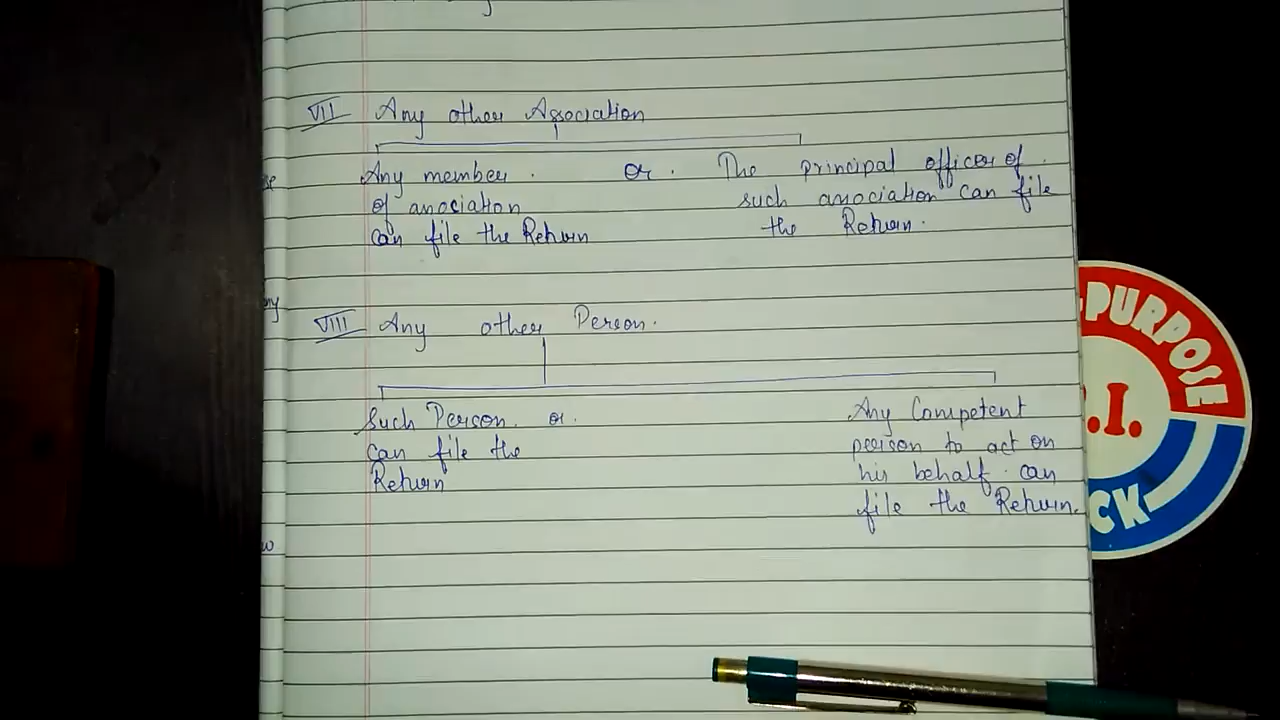 VII Any other Association
Any member or The principal officer of
of association such association can file
can file the Return the Return.
VIII Any other Person.
Such Person or Any Competent
can file the person to act on
Return his behalf can
file the Return.
PURPOSE
.I.
CK